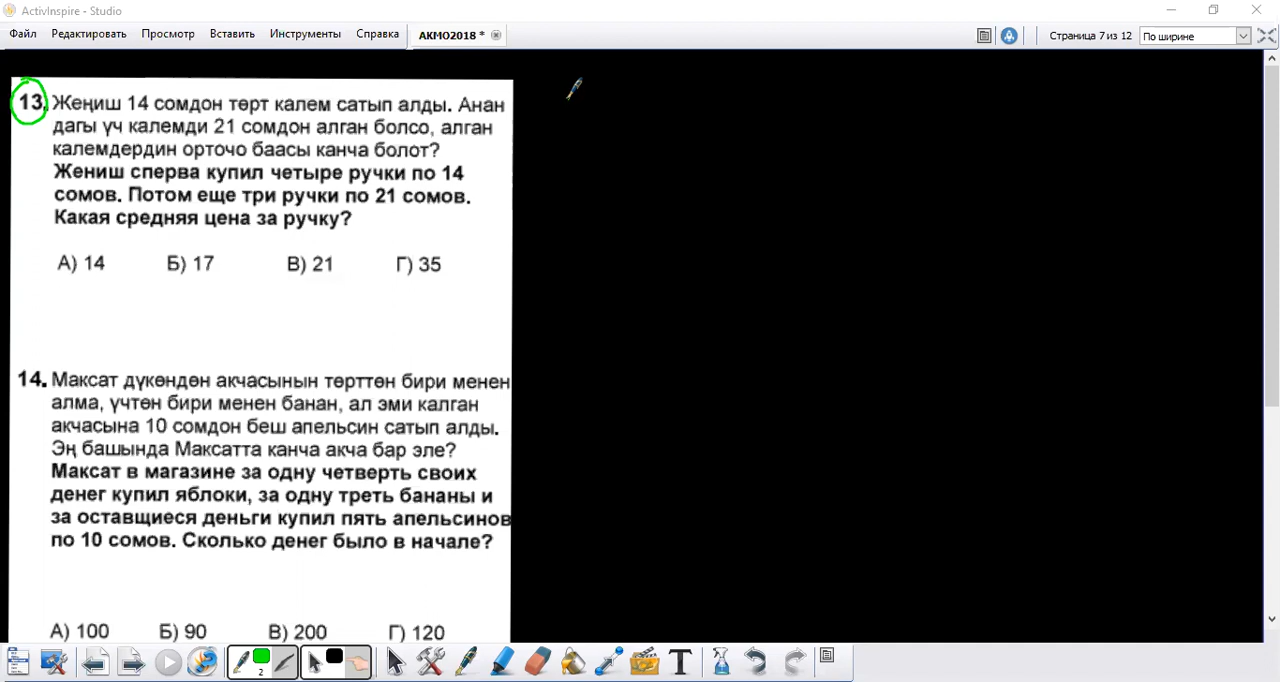 ActivInspire - Studio
Файл Редактировать Просмотр Вставить Инструменты Справка AKMO2018 * Страница 7 из 12 По ширине
13. Жеңиш 14 сомдон төрт калем сатып алды. Анан
дагы үч калемди 21 сомдон алган болсо, алган
калемдердин орточо баасы канча болот?
Жениш сперва купил четыре ручки по 14
сомов. Потом еще три ручки по 21 сомов.
Какая средняя цена за ручку?
А) 14 Б) 17 В) 21 Г) 35
14. Максат дүкөндөн акчасынын төрттөн бири менен
алма, үчтөн бири менен банан, ал эми калган
акчасына 10 сомдон беш апельсин сатып алды.
Эң башында Максатта канча акча бар эле?
Максат в магазине за одну четверть своих
денег купил яблоки, за одну треть бананы и
за оставщиеся деньги купил пять апельсинов
по 10 сомов. Сколько денег было в начале?
А) 100 Б) 90 В) 200 Г) 120
2